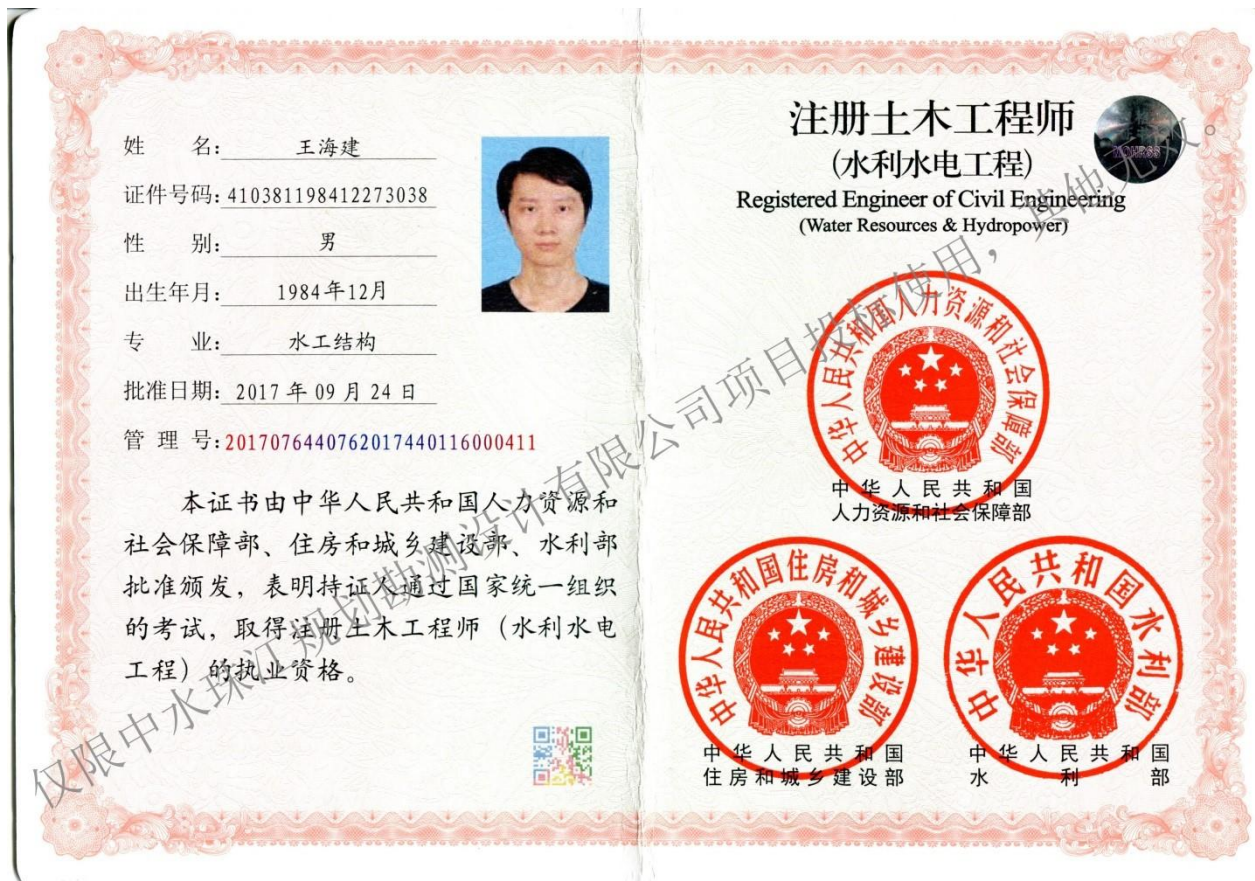 姓 名: 王海建
证件号码: 410381198412273038
性 别: 男
出生年月: 1984年12月
专 业: 水工结构
批准日期: 2017年09月24日
管 理 号: 20170764407620174401160​00411
本证书由中华人民共和国人力资源和
社会保障部、住房和城乡建设部、水利部
批准颁发，表明持证人通过国家统一组织
的考试，取得注册土木工程师（水利水电
工程）的执业资格。
注册土木工程师
(水利水电工程)
Registered Engineer of Civil Engineering
(Water Resources & Hydropower)
MOHRSS
中华人民共和国人力资源和社会保障部
中华人民共和国
人力资源和社会保障部
中华人民共和国住房和城乡建设部
中华人民共和国
住房和城乡建设部
中华人民共和国水利部
中华人民共和国
水利部
仅限中水珠江规划勘测设计有限公司项目投标使用，其他无效。